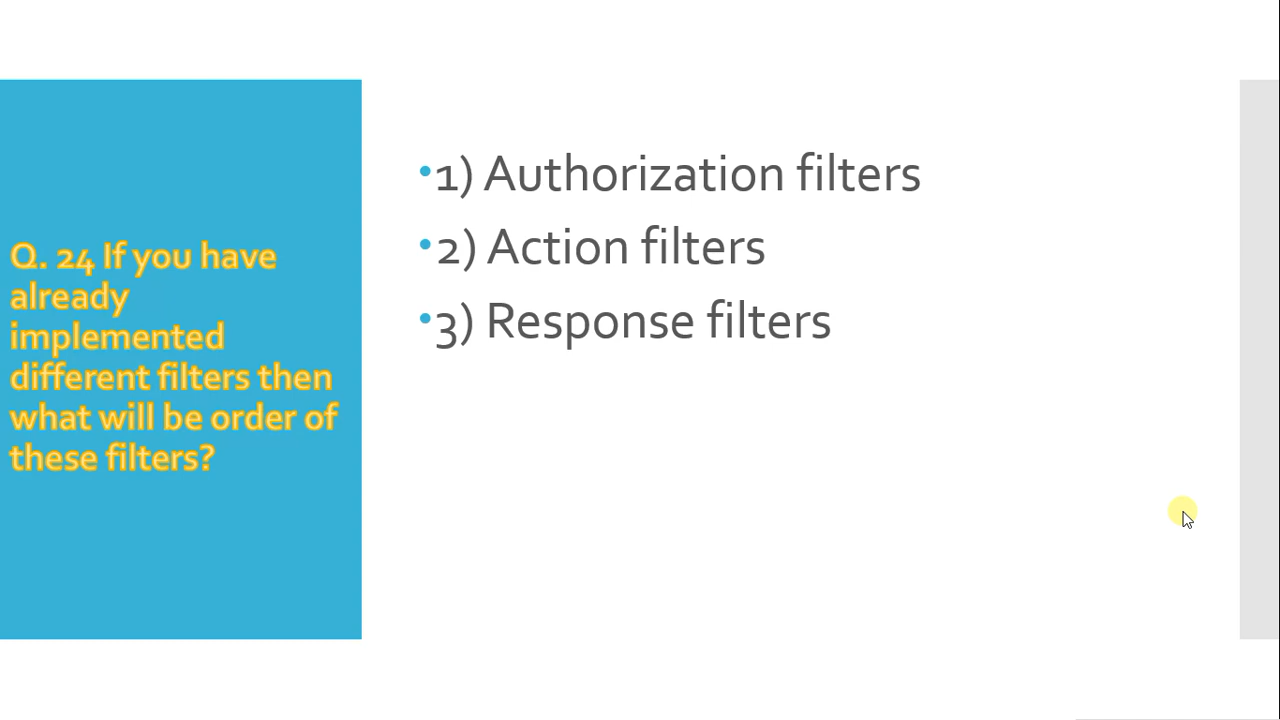 Q. 24 If you have
already
implemented
different filters then
what will be order of
these filters?
•1) Authorization filters
•2) Action filters
•3) Response filters